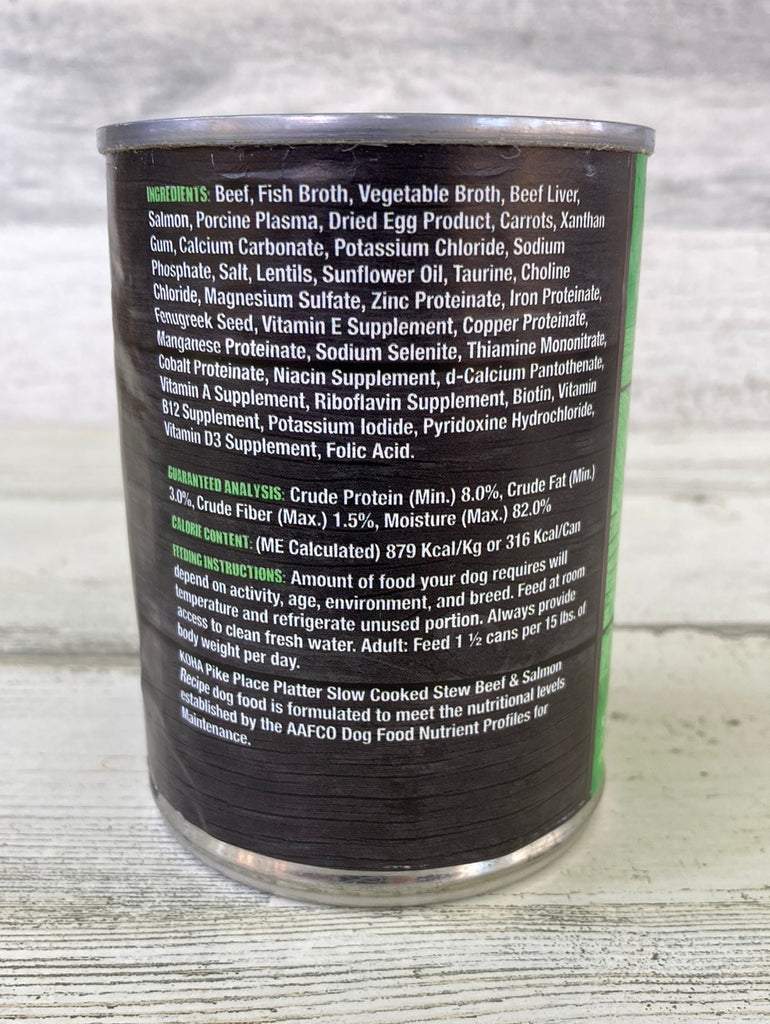 INGREDIENTS: Beef, Fish Broth, Vegetable Broth, Beef Liver,
Salmon, Porcine Plasma, Dried Egg Product, Carrots, Xanthan
Gum, Calcium Carbonate, Potassium Chloride, Sodium
Phosphate, Salt, Lentils, Sunflower Oil, Taurine, Choline
Chloride, Magnesium Sulfate, Zinc Proteinate, Iron Proteinate,
Fenugreek Seed, Vitamin E Supplement, Copper Proteinate,
Manganese Proteinate, Sodium Selenite, Thiamine Mononitrate,
Cobalt Proteinate, Niacin Supplement, d-Calcium Pantothenate,
Vitamin A Supplement, Riboflavin Supplement, Biotin, Vitamin
B12 Supplement, Potassium Iodide, Pyridoxine Hydrochloride,
Vitamin D3 Supplement, Folic Acid.
GUARANTEED ANALYSIS: Crude Protein (Min.) 8.0%, Crude Fat (Min.)
3.0%, Crude Fiber (Max.) 1.5%, Moisture (Max.) 82.0%
CALORIE CONTENT: (ME Calculated) 879 Kcal/Kg or 316 Kcal/Can
FEEDING INSTRUCTIONS: Amount of food your dog requires will
depend on activity, age, environment, and breed. Feed at room
temperature and refrigerate unused portion. Always provide
access to clean fresh water. Adult: Feed 1 ½ cans per 15 lbs. of
body weight per day.
KOHA Pike Place Platter Slow Cooked Stew Beef & Salmon
Recipe dog food is formulated to meet the nutritional levels
established by the AAFCO Dog Food Nutrient Profiles for
Maintenance.